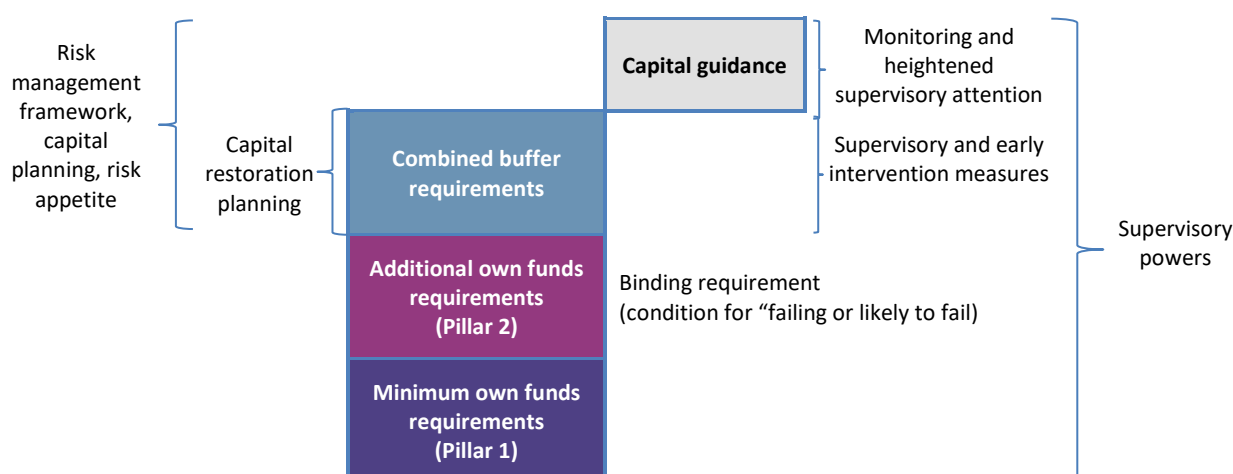 Risk
management
framework,
capital
planning, risk
appetite
Capital
restoration
planning
Capital guidance
Combined buffer
requirements
Additional own funds
requirements
(Pillar 2)
Minimum own funds
requirements
(Pillar 1)
Monitoring and
heightened
supervisory attention
Supervisory and early
intervention measures
Binding requirement
(condition for “failing or likely to fail)
Supervisory
powers